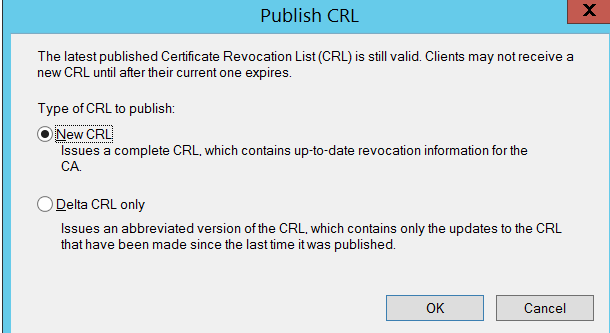 Publish CRL
X
The latest published Certificate Revocation List (CRL) is still valid. Clients may not receive a
new CRL until after their current one expires.
Type of CRL to publish:
New CRL
Issues a complete CRL, which contains up-to-date revocation information for the
CA.
Delta CRL only
Issues an abbreviated version of the CRL, which contains only the updates to the CRL
that have been made since the last time it was published.
OK
Cancel